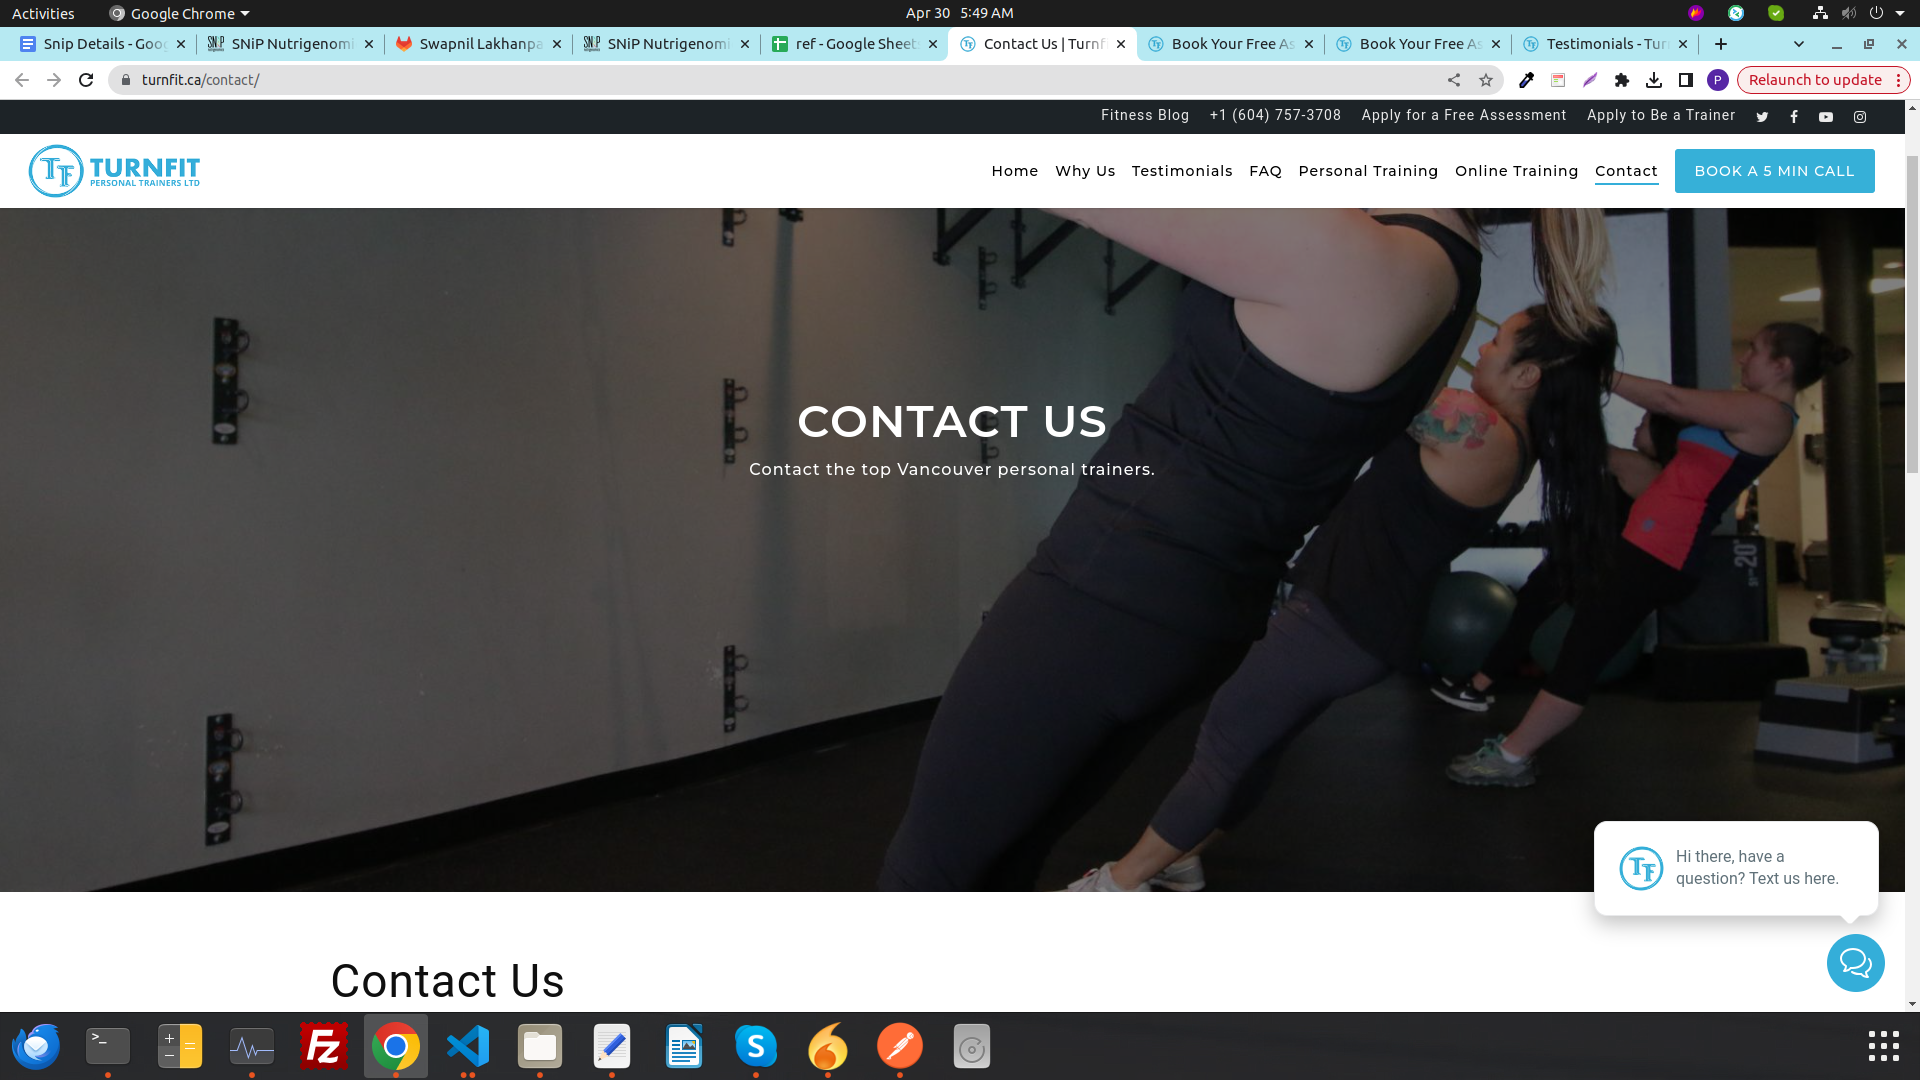 Activities
Google Chrome
Apr 30 5:49 AM
Snip Details - Goog
SNiP Nutrigenomi
Swapnil Lakhanpa
SNiP Nutrigenomi
ref - Google Sheet
Contact Us | Turnf
Book Your Free As
Book Your Free As
Testimonials - Tur
turnfit.ca/contact/
P
Relaunch to update
Fitness Blog
+1 (604) 757-3708
Apply for a Free Assessment
Apply to Be a Trainer
TF
TURNFIT
PERSONAL TRAINERS LTD
Home
Why Us
Testimonials
FAQ
Personal Training
Online Training
Contact
BOOK A 5 MIN CALL
CONTACT US
Contact the top Vancouver personal trainers.
TF
Hi there, have a
question? Text us here.
Contact Us